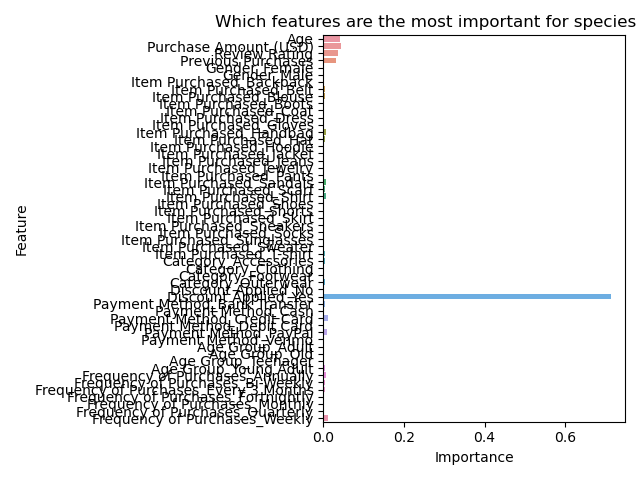 Which features are the most important for species
Age
Purchase Amount (USD)
Review Rating
Previous Purchases
Gender_Female
Gender_Male
Item Purchased_Backpack
Item Purchased_Belt
Item Purchased_Blouse
Item Purchased_Boots
Item Purchased_Coat
Item Purchased_Dress
Item Purchased_Gloves
Item Purchased_Handbag
Item Purchased_Hat
Item Purchased_Hoodie
Item Purchased_Jacket
Item Purchased_Jeans
Item Purchased_Jewelry
Item Purchased_Pants
Item Purchased_Sandals
Item Purchased_Scarf
Item Purchased_Shirt
Item Purchased_Shoes
Item Purchased_Shorts
Item Purchased_Skirt
Item Purchased_Sneakers
Item Purchased_Socks
Item Purchased_Sunglasses
Item Purchased_Sweater
Item Purchased_T-shirt
Category_Accessories
Category_Clothing
Category_Footwear
Category_Outerwear
Discount Applied_No
Discount Applied_Yes
Payment Method_Bank Transfer
Payment Method_Cash
Payment Method_Credit Card
Payment Method_Debit Card
Payment Method_PayPal
Payment Method_Venmo
Age Group_Adult
Age Group_Old
Age Group_Teenager
Age Group_Young Adult
Frequency of Purchases_Annually
Frequency of Purchases_Bi-Weekly
Frequency of Purchases_Every 3 Months
Frequency of Purchases_Fortnightly
Frequency of Purchases_Monthly
Frequency of Purchases_Quarterly
Frequency of Purchases_Weekly
Feature
0.0 0.2 0.4 0.6
Importance